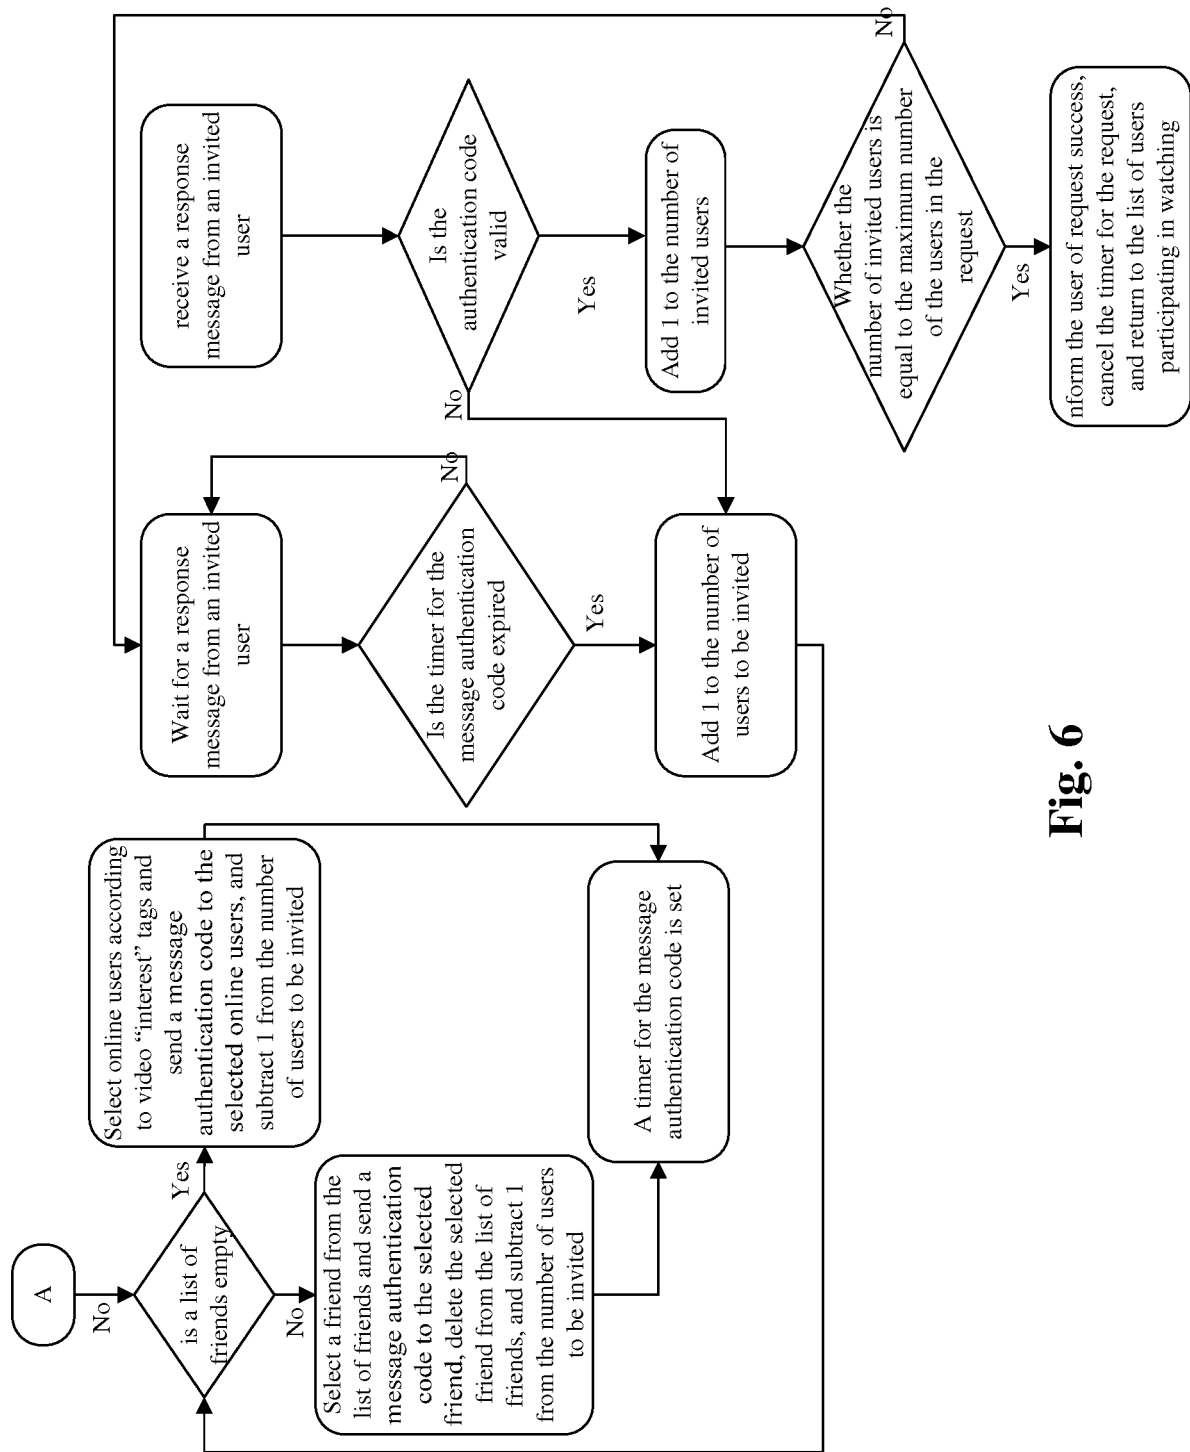 A
No
is a list of
friends empty
Yes
No
Select online users according
to video “interest” tags and
send a message
authentication code to the
selected online users, and
subtract 1 from the number
of users to be invited
Select a friend from the
list of friends and send a
message authentication
code to the selected
friend, delete the selected
friend from the list of
friends, and subtract 1
from the number of users
to be invited
A timer for the message
authentication code is set
Wait for a response
message from an invited
user
Is the timer for the
message authentication
code expired
No
Yes
Add 1 to the number of
users to be invited
receive a response
message from an invited
user
Is the
authentication code
valid
No
Yes
Add 1 to the number of
invited users
Whether the
number of invited users is
equal to the maximum number
of the users in the
request
No
Yes
nform the user of request success,
cancel the timer for the request,
and return to the list of users
participating in watching
Fig. 6